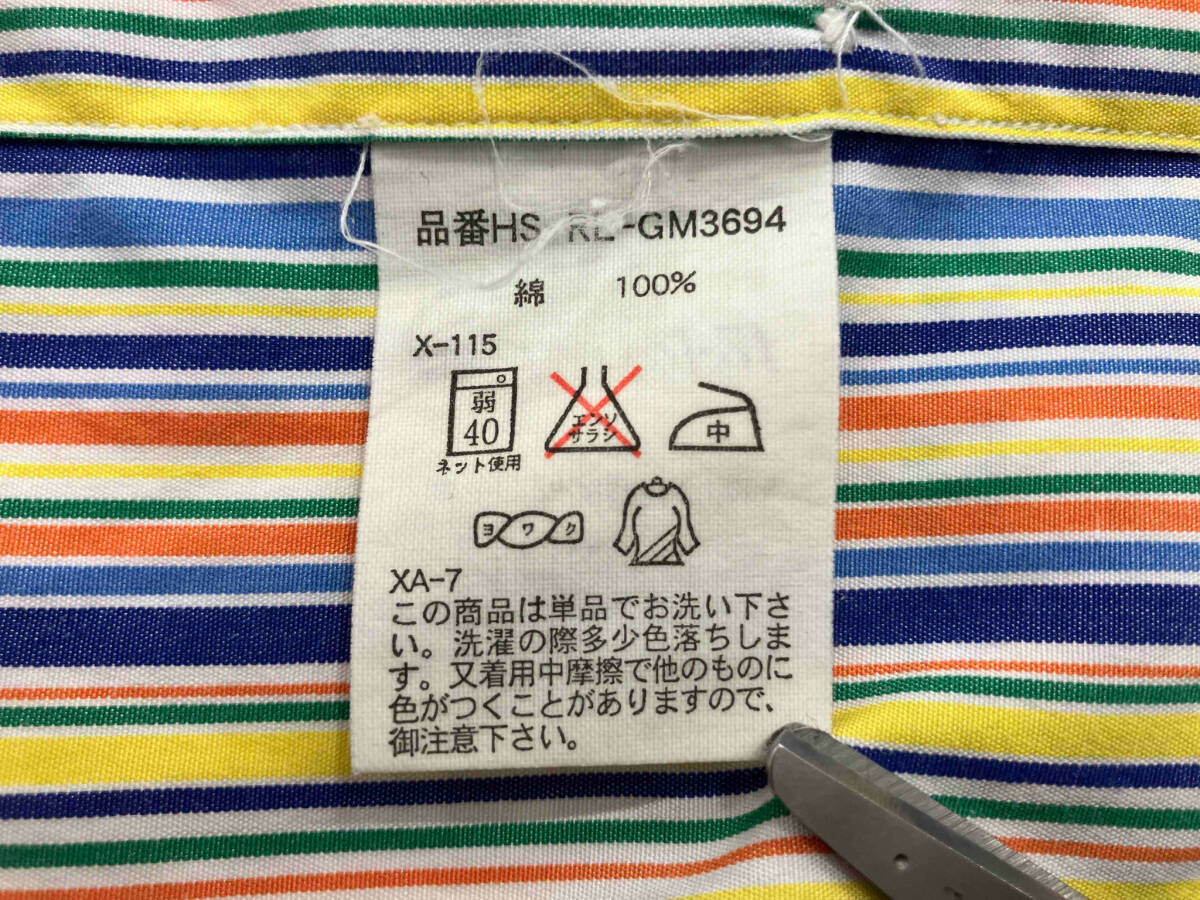 品番HS RL-GM3694
綿 100%
X-115
弱
40
ネット使用
エンソ
サラシ
中
ヨワク
XA-7
この商品は単品でお洗い下さ
い。洗濯の際多少色落ちしま
す。又着用中摩擦で他のものに
色がつくことがありますので、
御注意下さい。